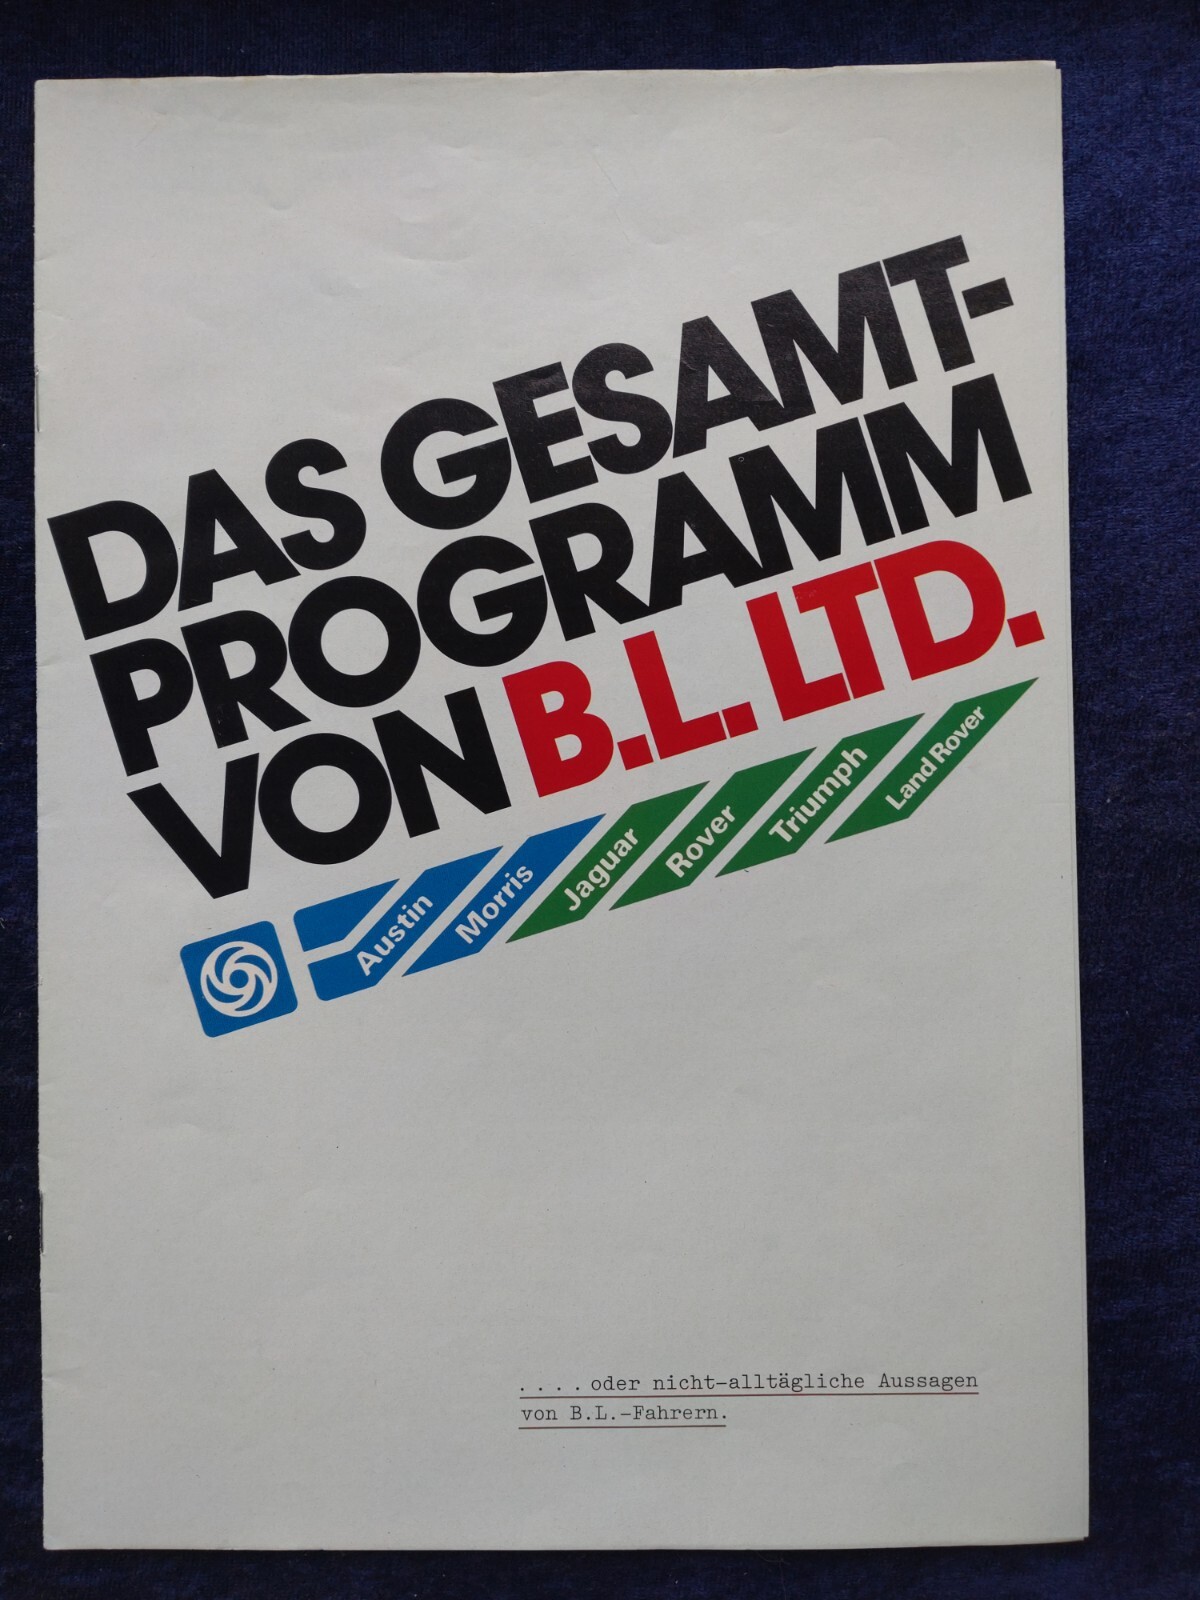 DAS GESAMT-
PROGRAMM
VON B.L. LTD.
Austin
Morris
Jaguar
Rover
Triumph
Land Rover
....oder nicht-alltägliche Aussagen
von B.L.-Fahrern.